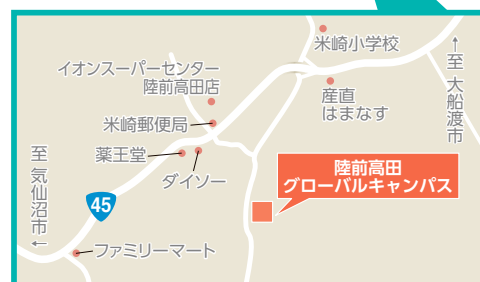 米崎小学校
イオンスーパーセンター
陸前高田店
産直
はまなす
至 大船渡市
米崎郵便局
薬王堂
ダイソー
陸前高田
グローバルキャンパス
至 気仙沼市
45
ファミリーマート